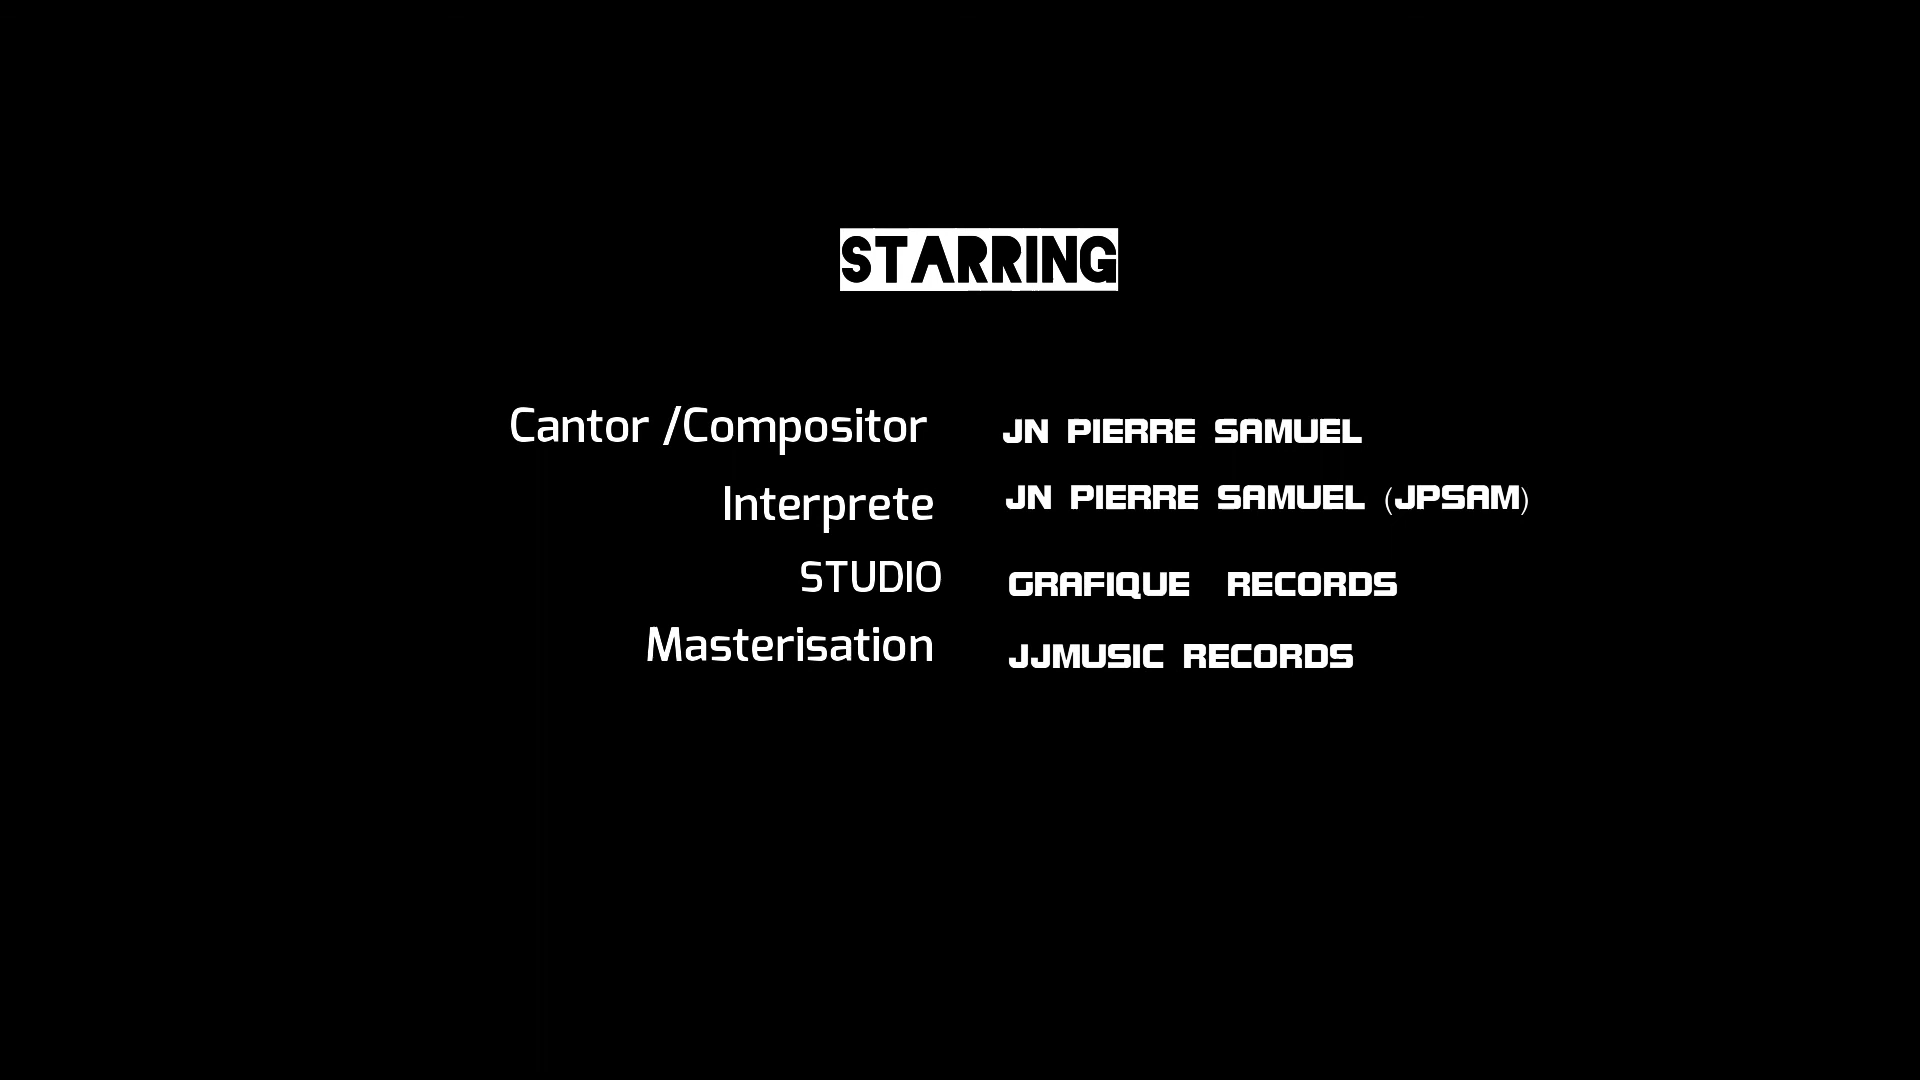 STARRING
Cantor /Compositor JN PIERRE SAMUEL
Interprete JN PIERRE SAMUEL (JPSAM)
STUDIO GRAFIQUE RECORDS
Masterisation JJMUSIC RECORDS